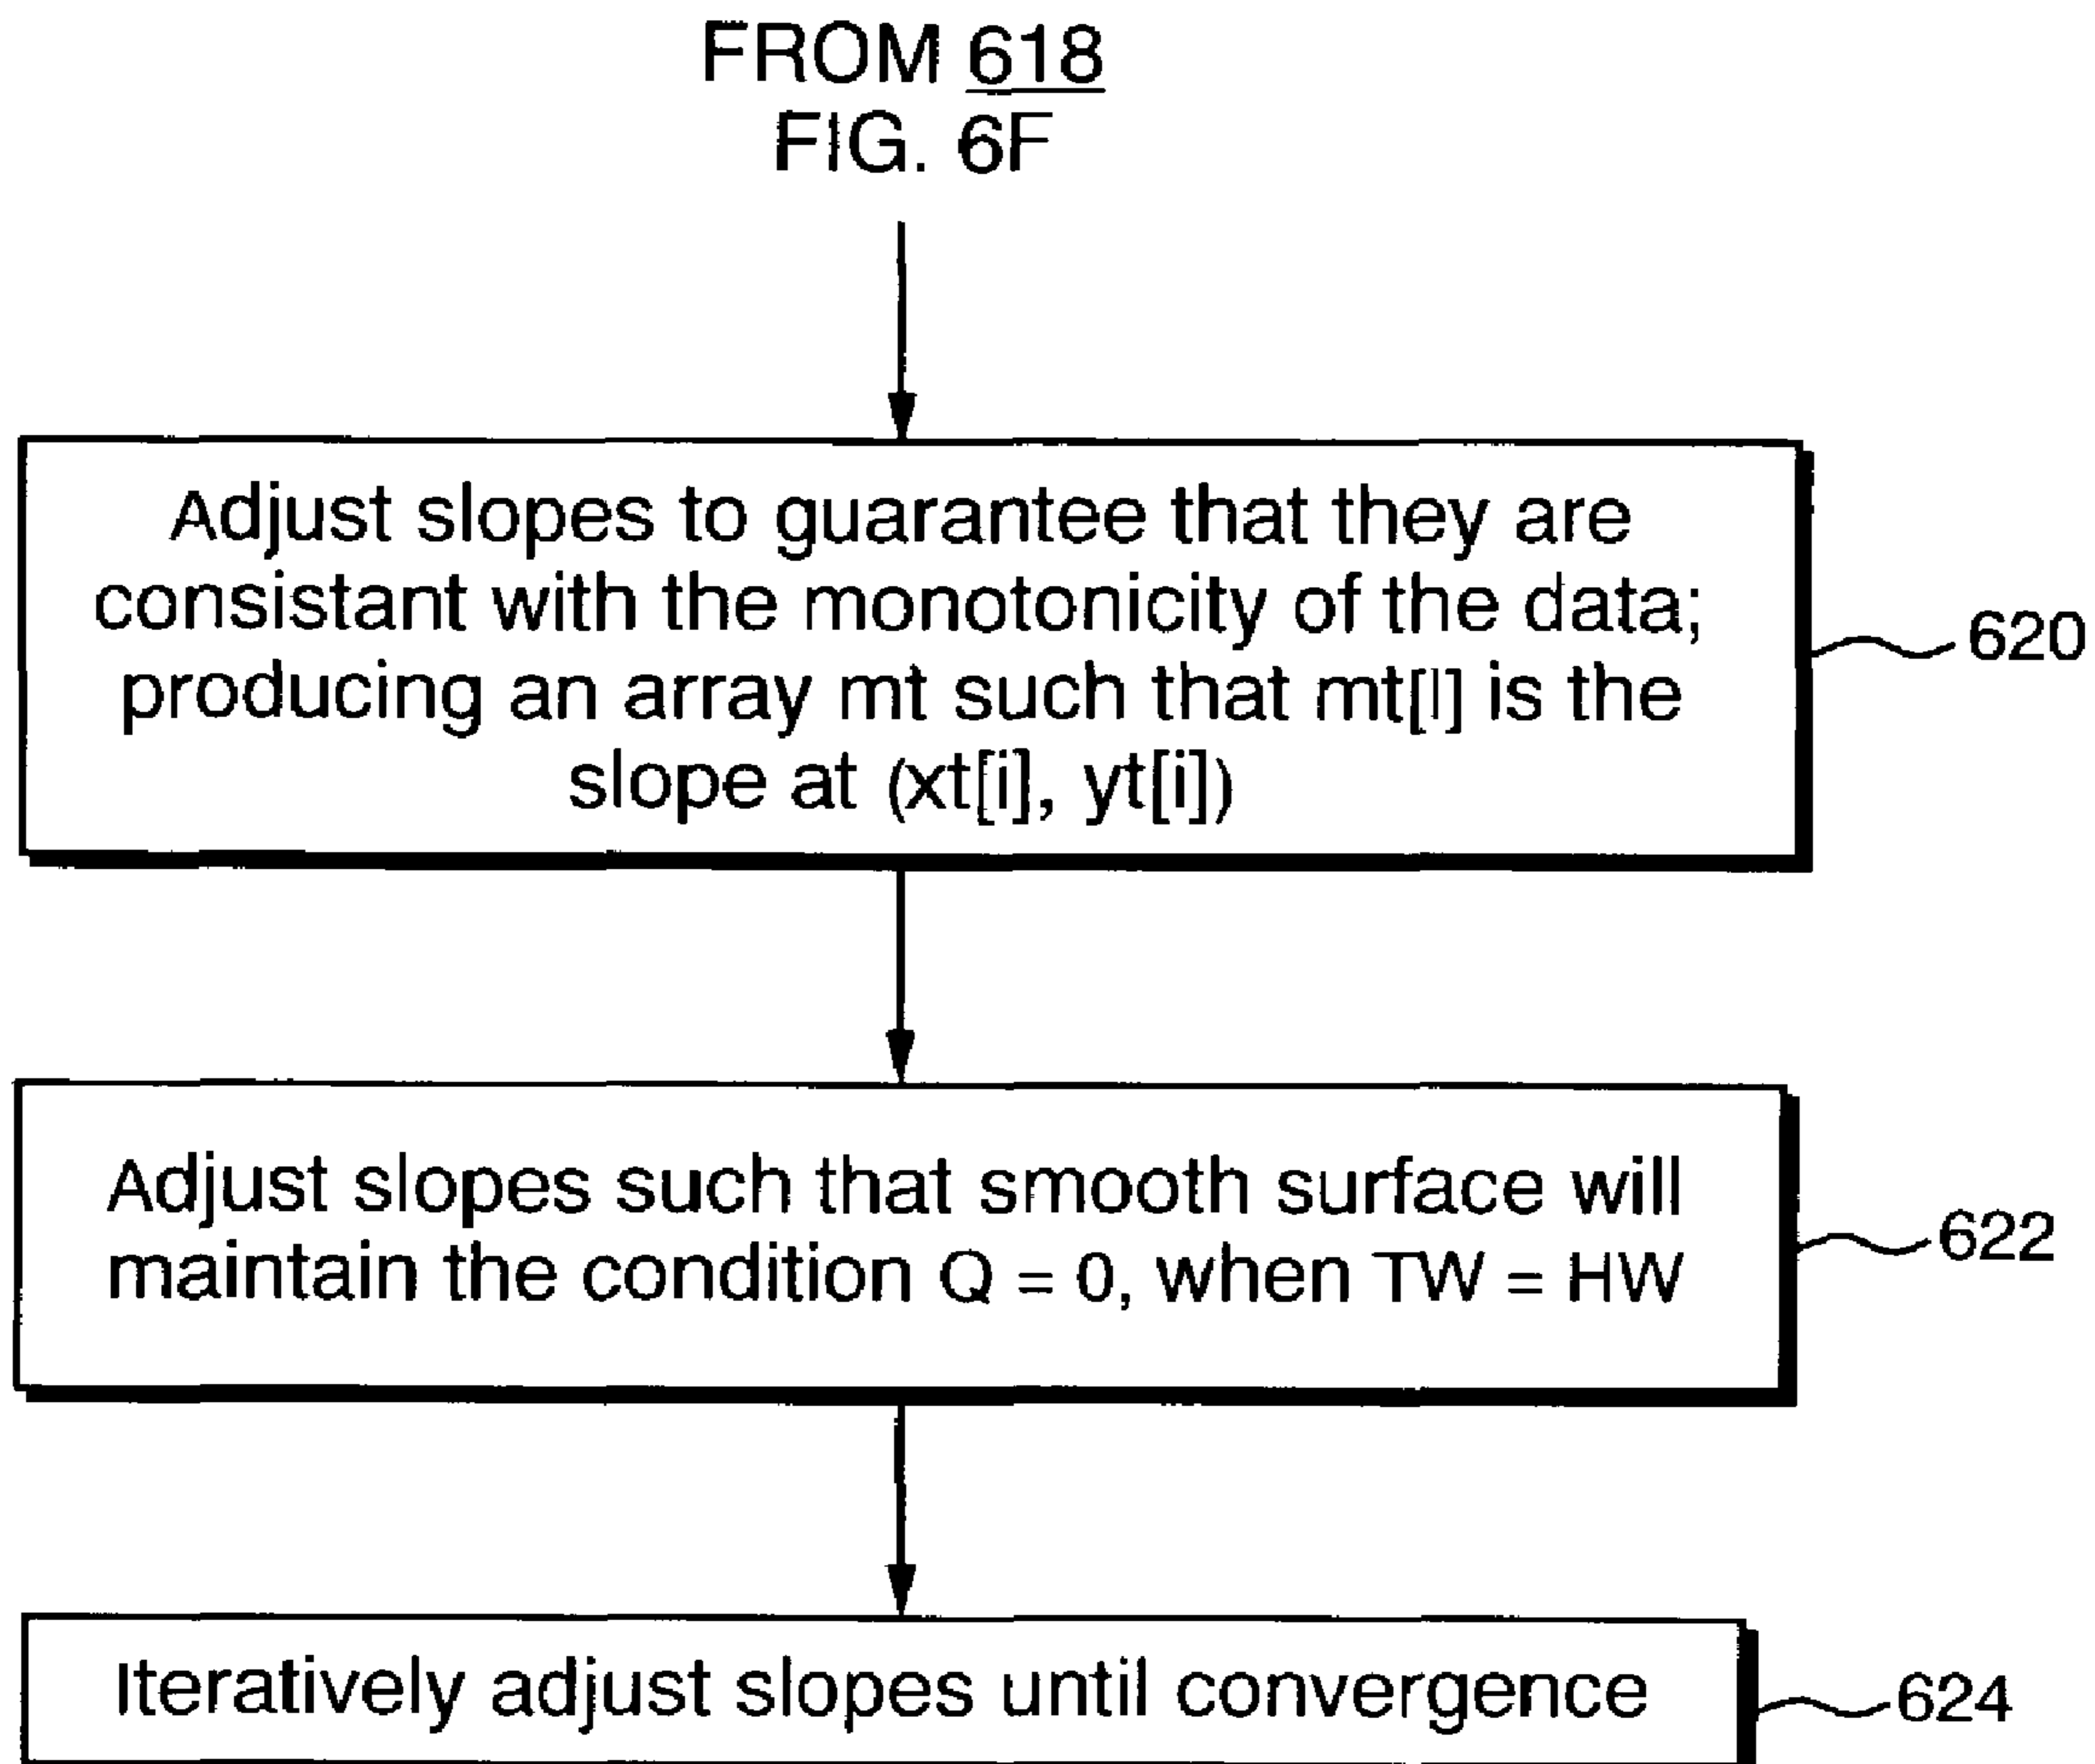 FROM 618
FIG. 6F
Adjust slopes to guarantee that they are
consistant with the monotonicity of the data;
producing an array mt such that mt[l] is the
slope at (xt[i], yt[i])
620
Adjust slopes such that smooth surface will
maintain the condition Q = 0, when TW = HW
622
Iteratively adjust slopes until convergence
624